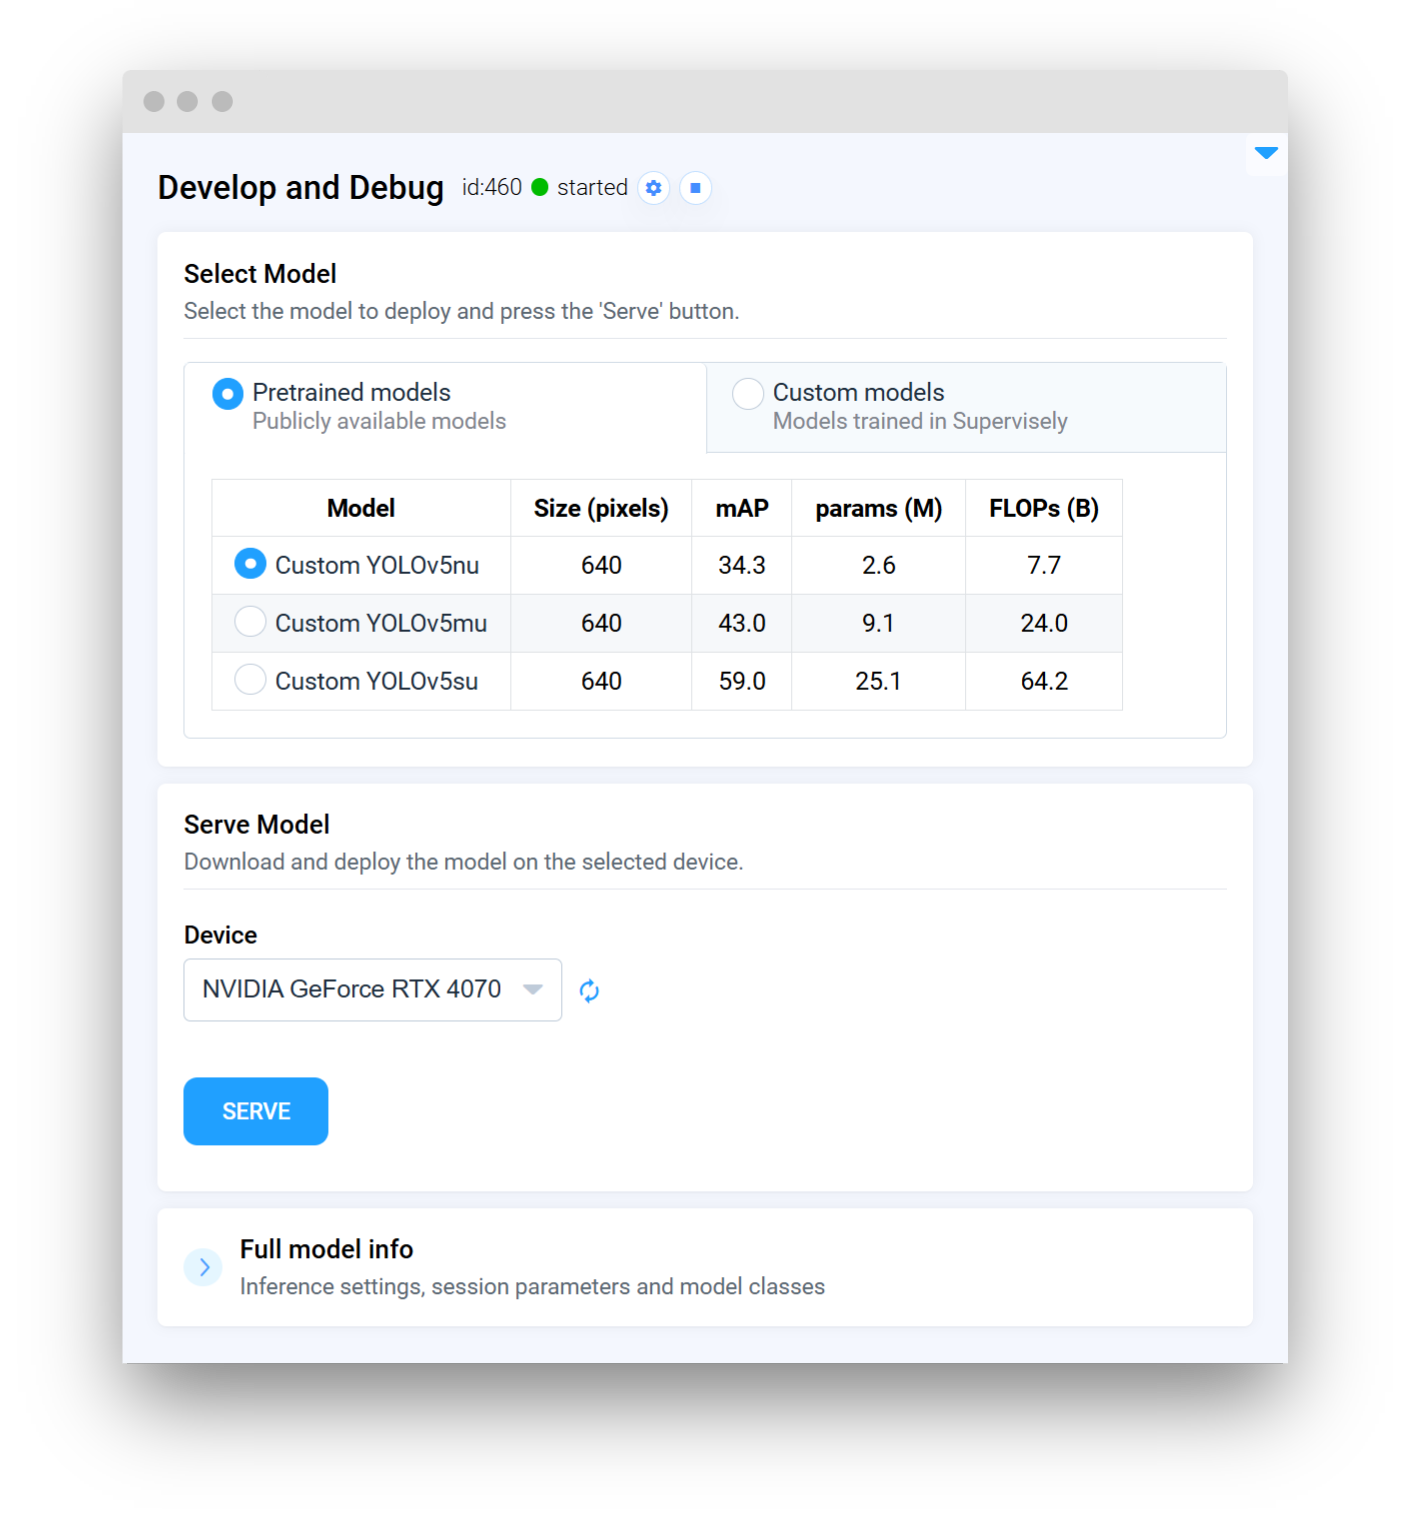 Develop and Debug id:460 started
Select Model
Select the model to deploy and press the 'Serve' button.
Pretrained models
Publicly available models
Custom models
Models trained in Supervisely
Model Size (pixels) mAP params (M) FLOPs (B)
Custom YOLOv5nu 640 34.3 2.6 7.7
Custom YOLOv5mu 640 43.0 9.1 24.0
Custom YOLOv5su 640 59.0 25.1 64.2
Serve Model
Download and deploy the model on the selected device.
Device
NVIDIA GeForce RTX 4070
SERVE
Full model info
Inference settings, session parameters and model classes